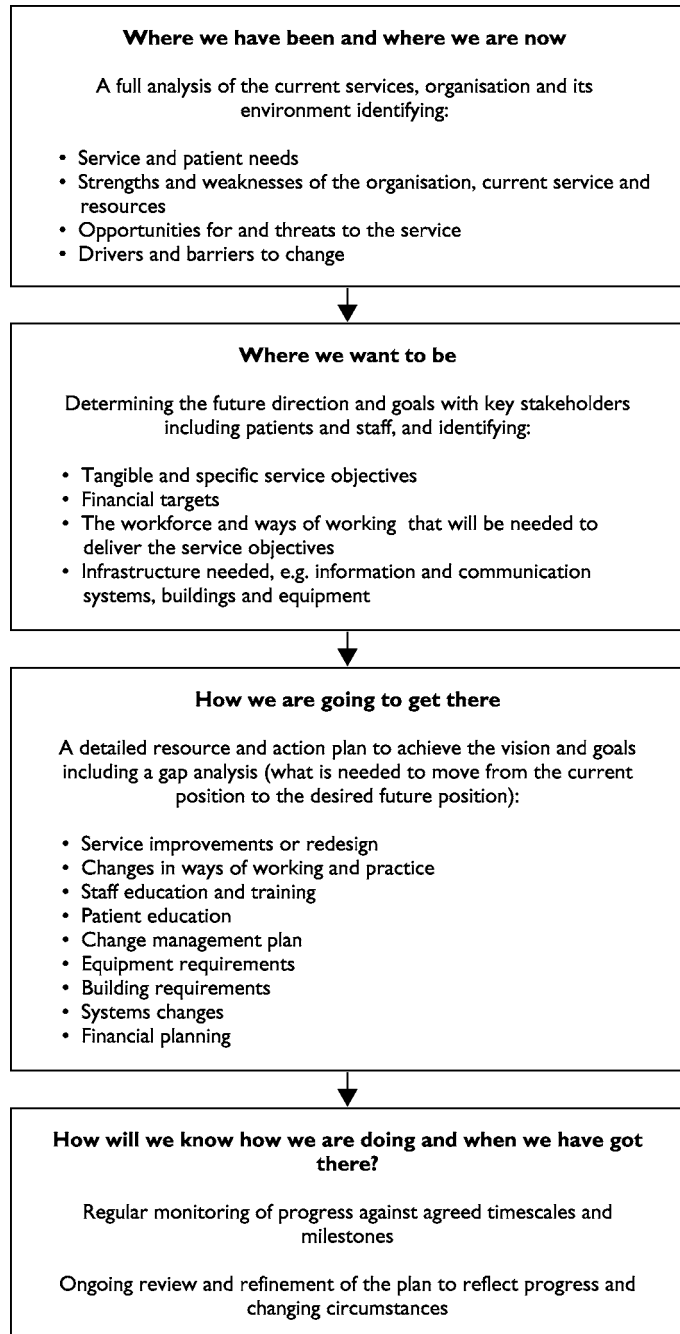 Where we have been and where we are now
A full analysis of the current services, organisation and its
environment identifying:
• Service and patient needs
• Strengths and weaknesses of the organisation, current service and
resources
• Opportunities for and threats to the service
• Drivers and barriers to change
Where we want to be
Determining the future direction and goals with key stakeholders
including patients and staff, and identifying:
• Tangible and specific service objectives
• Financial targets
• The workforce and ways of working that will be needed to
deliver the service objectives
• Infrastructure needed, e.g. information and communication
systems, buildings and equipment
How we are going to get there
A detailed resource and action plan to achieve the vision and goals
including a gap analysis (what is needed to move from the current
position to the desired future position):
• Service improvements or redesign
• Changes in ways of working and practice
• Staff education and training
• Patient education
• Change management plan
• Equipment requirements
• Building requirements
• Systems changes
• Financial planning
How will we know how we are doing and when we have got
there?
Regular monitoring of progress against agreed timescales and
milestones
Ongoing review and refinement of the plan to reflect progress and
changing circumstances